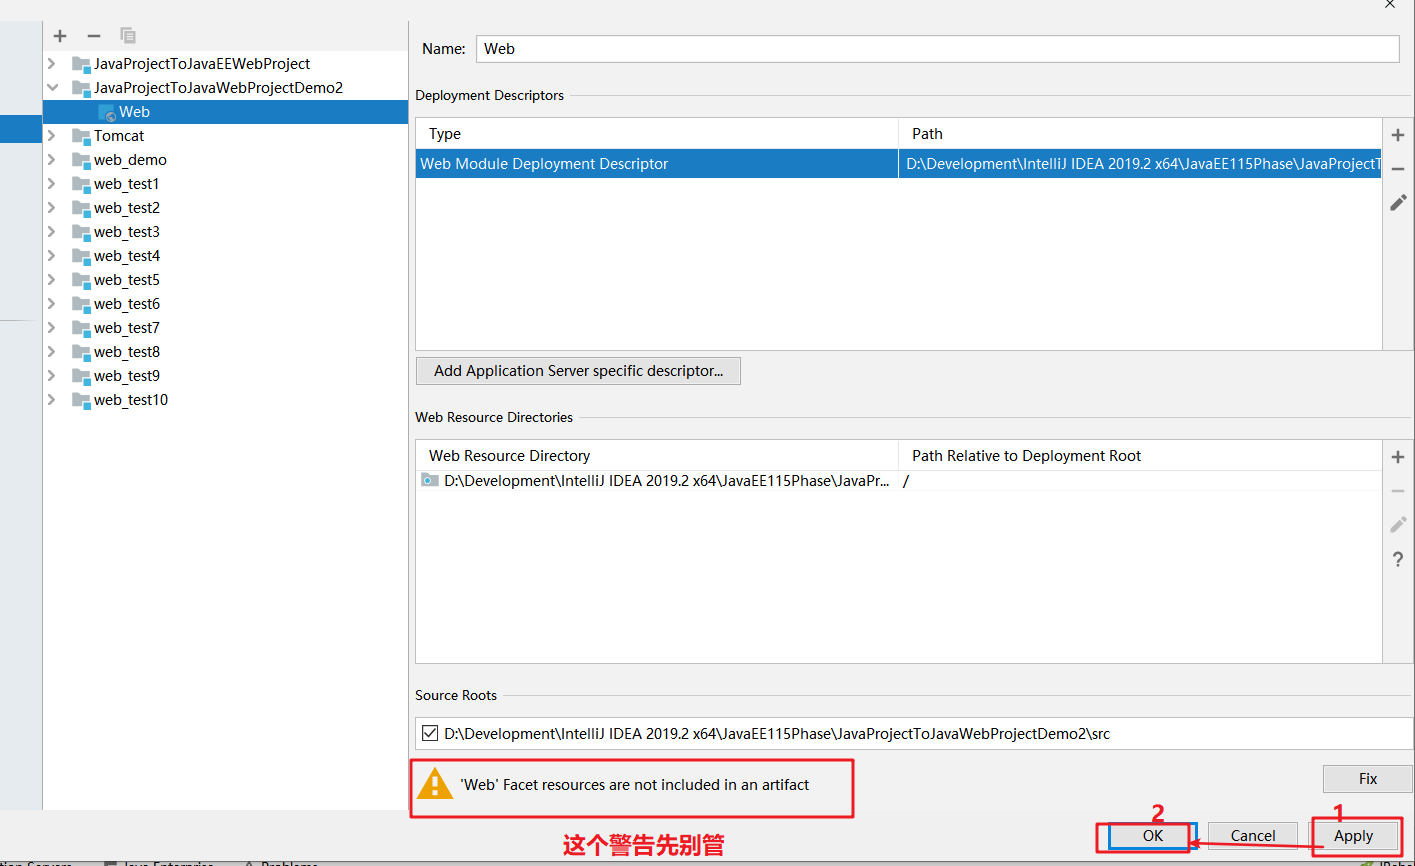 JavaProjectToJavaEEWebProject
JavaProjectToJavaWebProjectDemo2
Web
Tomcat
web_demo
web_test1
web_test2
web_test3
web_test4
web_test5
web_test6
web_test7
web_test8
web_test9
web_test10
Name: Web
Deployment Descriptors
Type Path
Web Module Deployment Descriptor D:\Development\IntelliJ IDEA 2019.2 x64\JavaEE115Phase\JavaProjectT
Add Application Server specific descriptor...
Web Resource Directories
Web Resource Directory Path Relative to Deployment Root
D:\Development\IntelliJ IDEA 2019.2 x64\JavaEE115Phase\JavaPr... /
?
Source Roots
D:\Development\IntelliJ IDEA 2019.2 x64\JavaEE115Phase\JavaProjectToJavaWebProjectDemo2\src
'Web' Facet resources are not included in an artifact
Fix
2 1
OK Cancel Apply
这个警告先别管